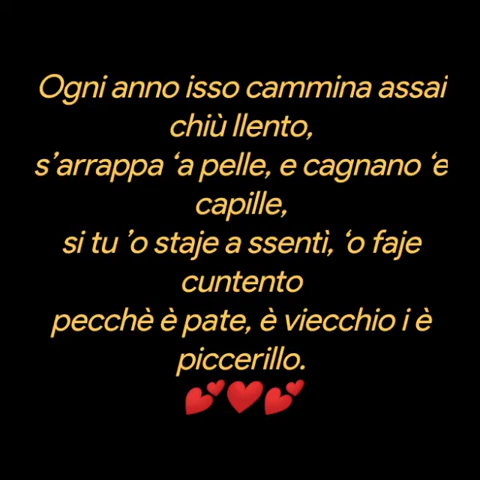 Ogni anno isso cammina assai
chiù llento,
s’arrappa ‘a pelle, e cagnano ‘e
capille,
si tu ’o staje a ssentì, ‘o faje
cuntento
pecchè è pate, è viecchio i è
piccerillo.
💕❤️💕